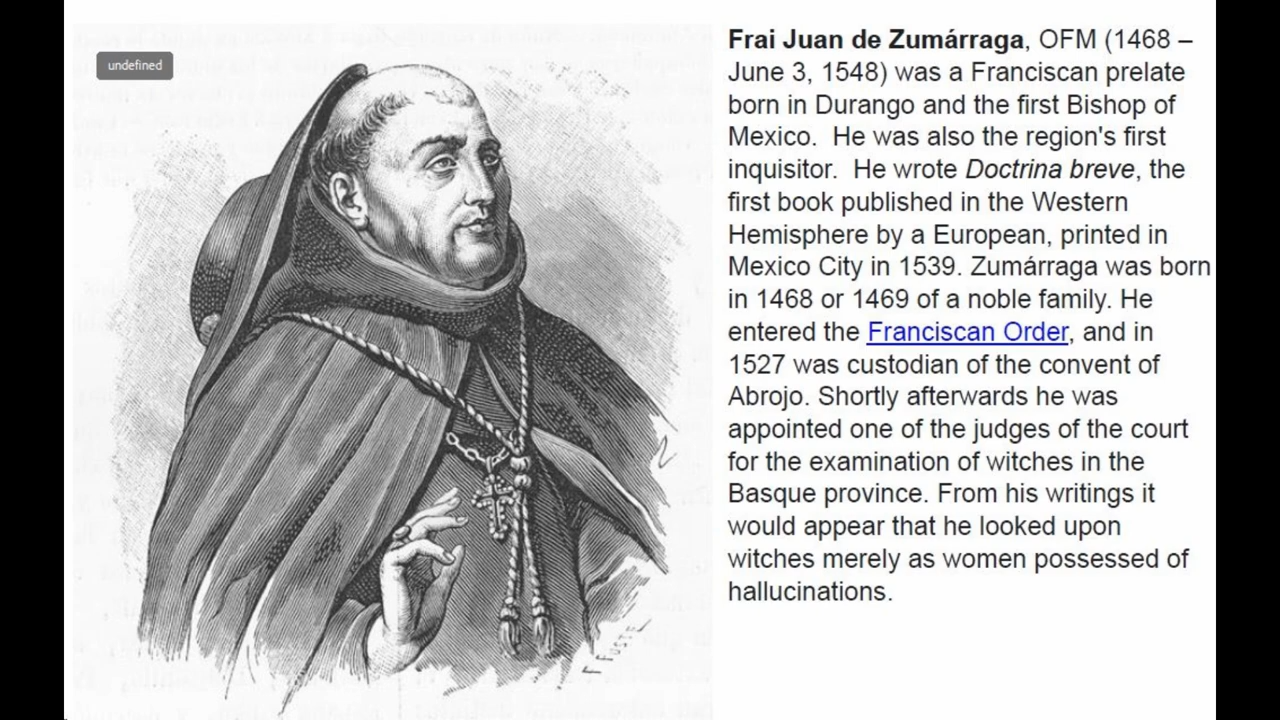 undefined
Frai Juan de Zumárraga, OFM (1468 –
June 3, 1548) was a Franciscan prelate
born in Durango and the first Bishop of
Mexico.  He was also the region's first
inquisitor.  He wrote Doctrina breve, the
first book published in the Western
Hemisphere by a European, printed in
Mexico City in 1539. Zumárraga was born
in 1468 or 1469 of a noble family. He
entered the Franciscan Order, and in
1527 was custodian of the convent of
Abrojo. Shortly afterwards he was
appointed one of the judges of the court
for the examination of witches in the
Basque province. From his writings it
would appear that he looked upon
witches merely as women possessed of
hallucinations.